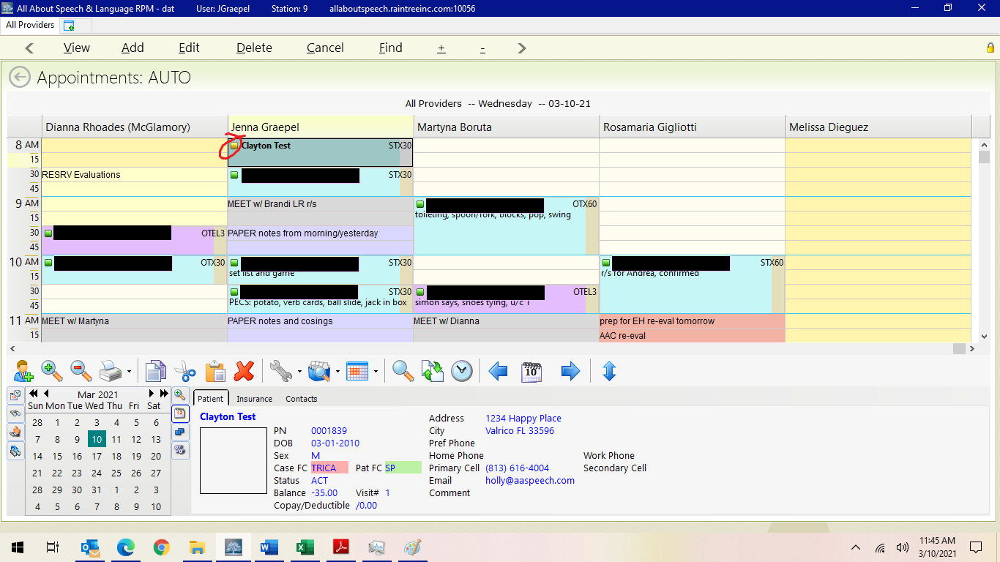 All About Speech & Language RPM - dat User: JGraepel Station: 9 allaboutspeech.raintreeinc.com:10056
All Providers
View Add Edit Delete Cancel Find + -
Appointments: AUTO
All Providers -- Wednesday -- 03-10-21
Dianna Rhoades (McGlamory) Jenna Graepel Martyna Boruta Rosamaria Gigliotti Melissa Dieguez
8 AM Clayton Test STX30
15
30 RESRV Evaluations STX30
45
9 AM MEET w/ Brandi LR r/s OTX60
15 toileting, spoon/fork, blocks, pop, swing
30 OTEL3 PAPER notes from morning/yesterday
45
10 AM OTX30 STX30 STX60
15 set list and game r/s for Andrea, confirmed
30 STX30 OTEL3
45 PECS: potato, verb cards, ball slide, jack in box simon says, shoes tying, u/c T
11 AM MEET w/ Martyna PAPER notes and cosings MEET w/ Dianna prep for EH re-eval tomorrow
15 AAC re-eval
10
Mar 2021
Sun Mon Tue Wed Thu Fri Sat
28 1 2 3 4 5 6
7 8 9 10 11 12 13
14 15 16 17 18 19 20
21 22 23 24 25 26 27
28 29 30 31 1 2 3
4 5 6 7 8 9 10
12
Patient Insurance Contacts
Clayton Test
PN 0001839
DOB 03-01-2010
Sex M
Case FC TRICA Pat FC SP
Status ACT
Balance -35.00 Visit# 1
Copay/Deductible /0.00
Address 1234 Happy Place
City Valrico FL 33596
Pref Phone
Home Phone Work Phone
Primary Cell (813) 616-4004 Secondary Cell
Email holly@aaspeech.com
Comment
11:45 AM
3/10/2021